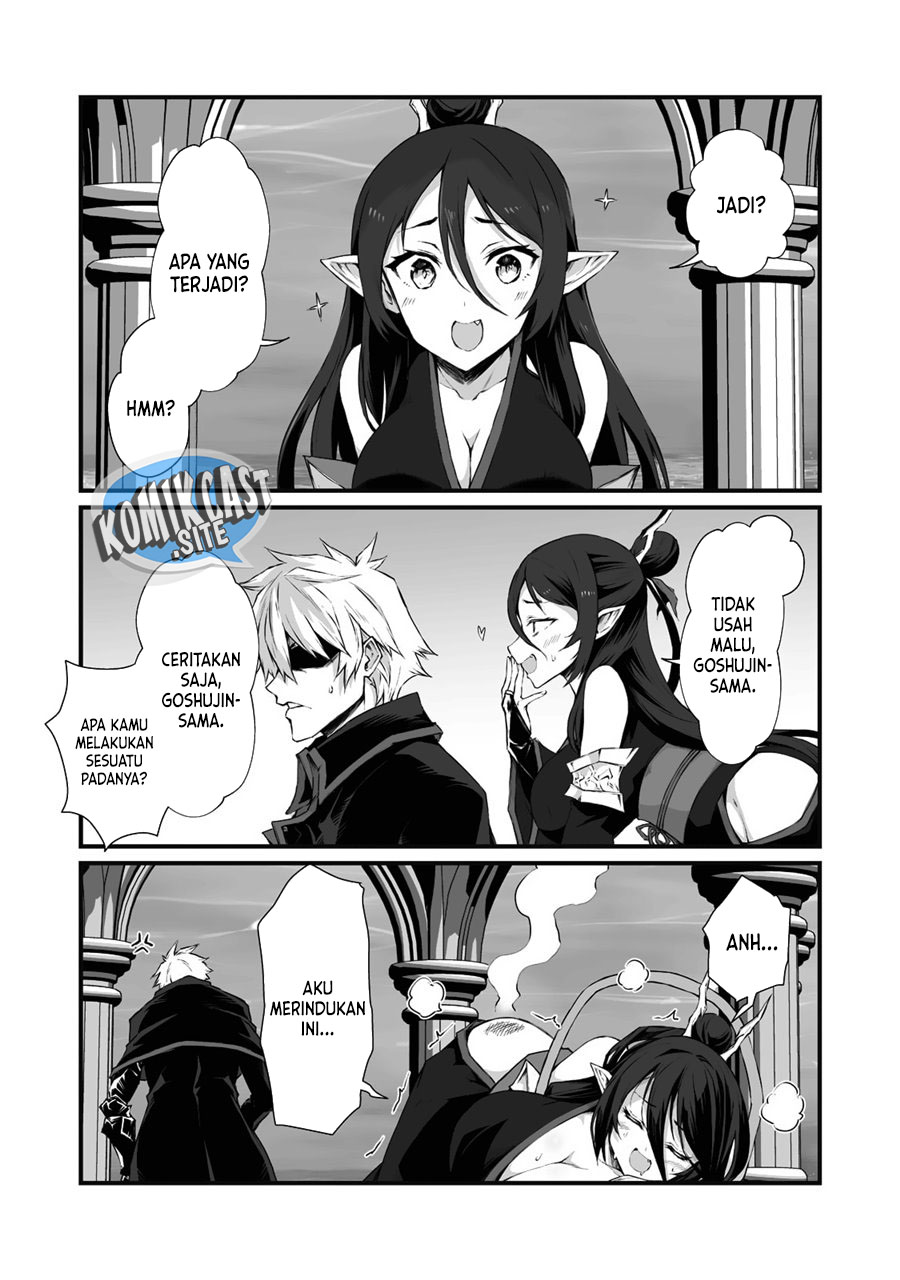 JADI?
APA YANG
TERJADI?
HMM?
KOMIKCAST
.SITE
TIDAK
USAH
MALU,
GOSHUJIN-
SAMA.
CERITAKAN
SAJA,
GOSHUJIN-
SAMA.
APA KAMU
MELAKUKAN
SESUATU
PADANYA?
ANH...
AKU
MERINDUKAN
INI...